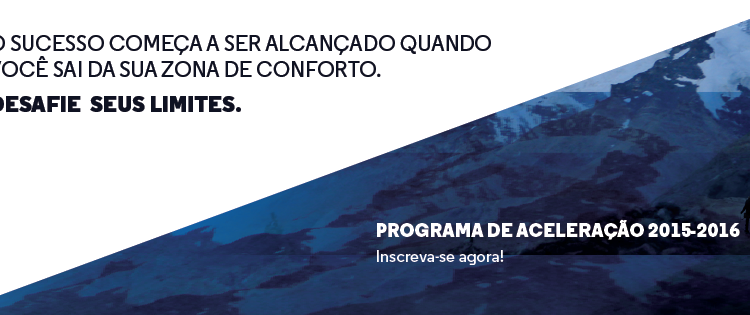 O SUCESSO COMEÇA A SER ALCANÇADO QUANDO
VOCÊ SAI DA SUA ZONA DE CONFORTO.
DESAFIE SEUS LIMITES.
PROGRAMA DE ACELERAÇÃO 2015-2016
Inscreva-se agora!